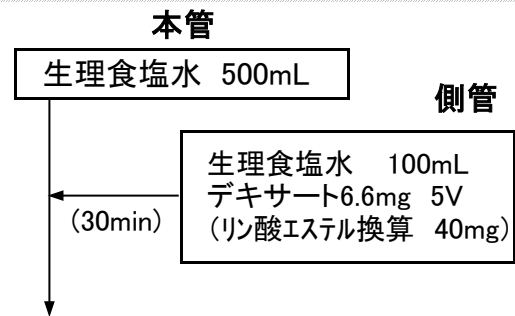 本管
生理食塩水 500mL
側管
生理食塩水 100mL
デキサート6.6mg 5V
(リン酸エステル換算 40mg)
(30min)